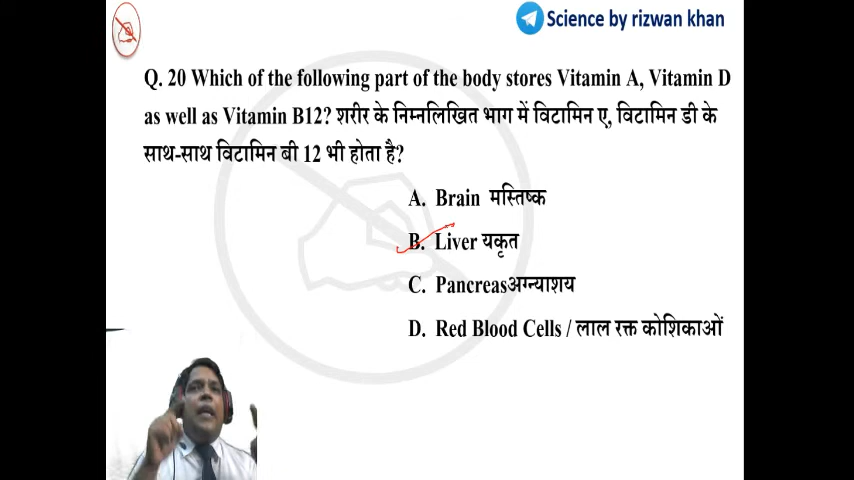 Science by rizwan khan
Q. 20 Which of the following part of the body stores Vitamin A, Vitamin D
as well as Vitamin B12? शरीर के निम्नलिखित भाग में विटामिन ए, विटामिन डी के
साथ-साथ विटामिन बी 12 भी होता है?
A. Brain मस्तिष्क
B. Liver यकृत
C. Pancreasअग्न्याशय
D. Red Blood Cells / लाल रक्त कोशिकाओं